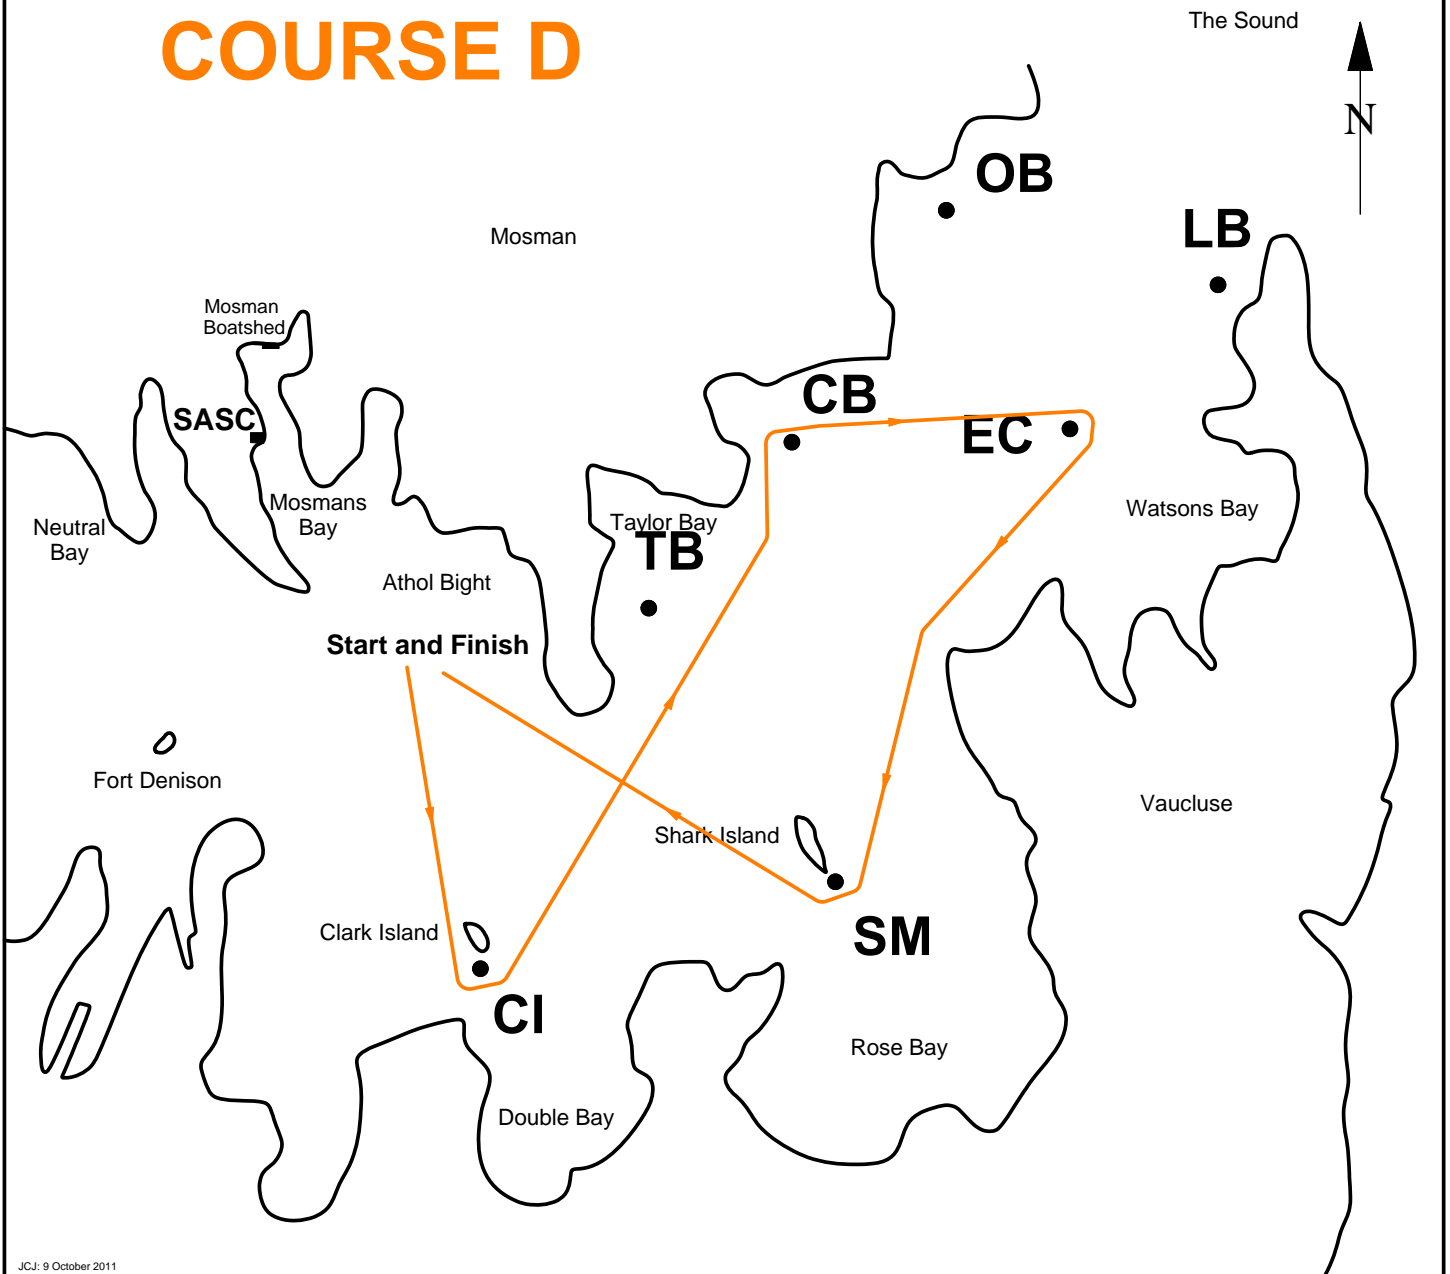 COURSE D
The Sound
N
OB
LB
Mosman
Mosman
Boatshed
CB
SASC
EC
Mosmans
Bay
Neutral
Bay
Taylor Bay
Watsons Bay
TB
Athol Bight
Start and Finish
Fort Denison
Vaucluse
Shark Island
Clark Island
SM
CI
Rose Bay
Double Bay
JCJ: 9 October 2011